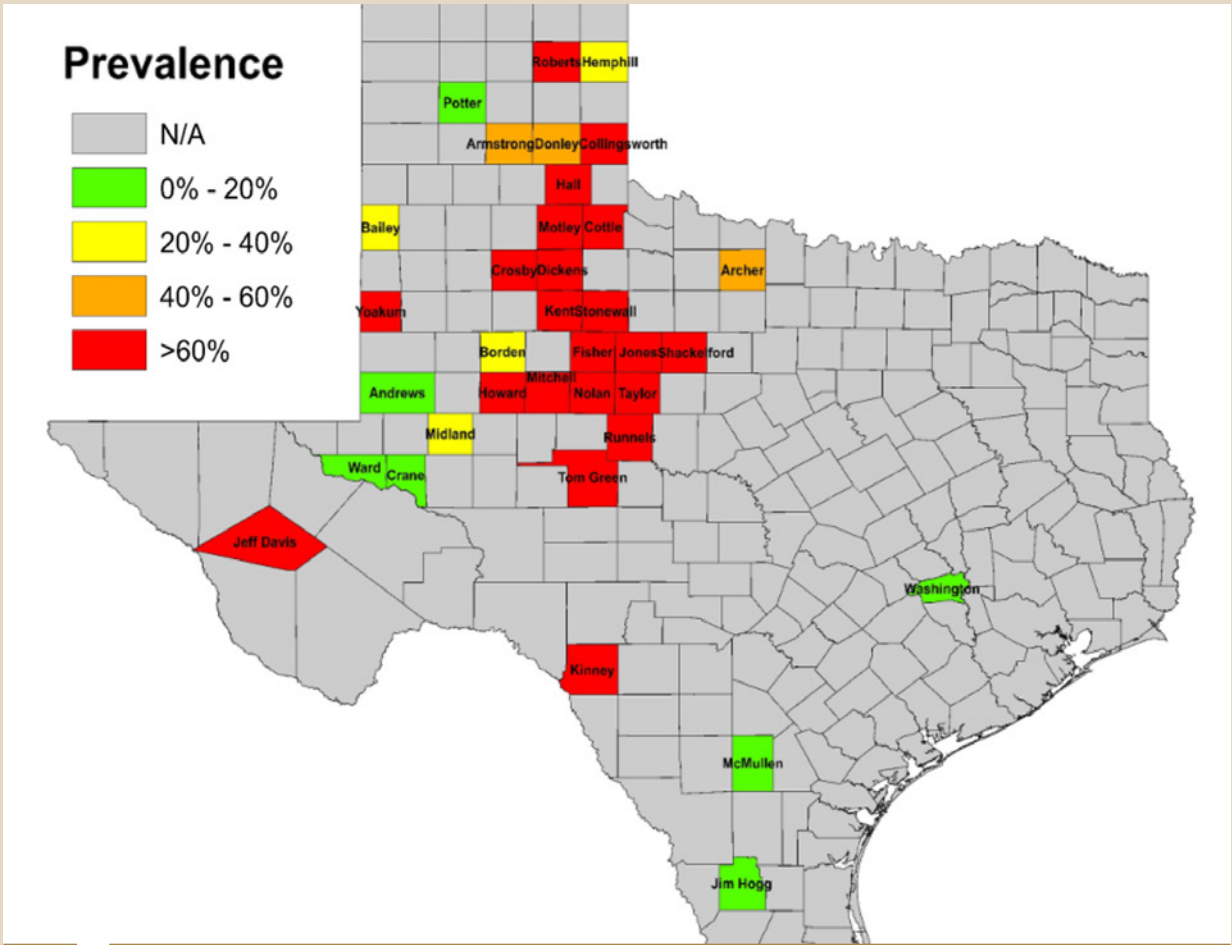 Prevalence
N/A
0% - 20%
20% - 40%
40% - 60%
>60%
Roberts Hemphill
Potter
Armstrong Donley Collingsworth
Hall
Bailey
Motley Cottle
Crosby Dickens
Archer
Yoakum
Kent Stonewall
Borden
Fisher Jones Shackelford
Mitchell
Andrews
Howard
Nolan
Taylor
Midland
Runnels
Ward
Crane
Tom Green
Jeff Davis
Washington
Kinney
McMullen
Jim Hogg